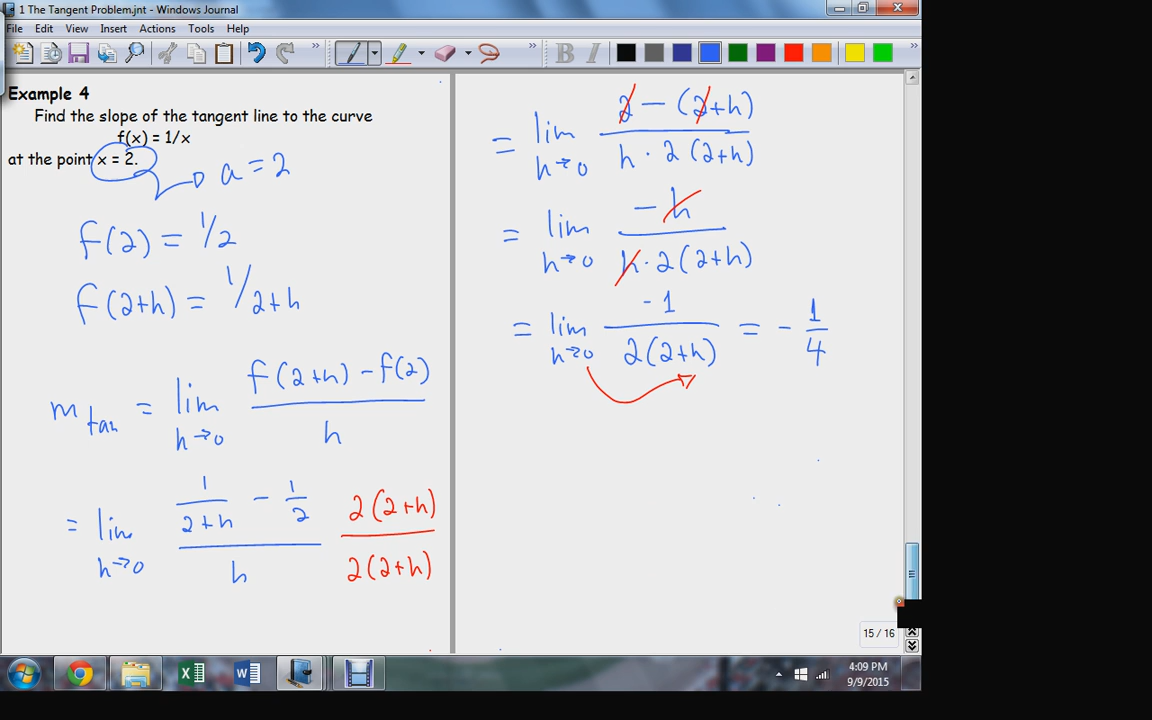 1 The Tangent Problem.jnt - Windows Journal
File Edit View Insert Actions Tools Help
B I
Example 4
Find the slope of the tangent line to the curve
f(x) = 1/x
at the point x = 2.
a = 2
f(2) = 1/2
f(2+h) = 1/2+h
m tan = lim h→0 f(2+h) - f(2) / h
= lim h→0 1/2+h - 1/2 / h 2(2+h) / 2(2+h)
= lim h→0 2 - (2+h) / h · 2(2+h)
= lim h→0 -h / h · 2(2+h)
= lim h→0 -1 / 2(2+h) = - 1/4
15 / 16
4:09 PM
9/9/2015